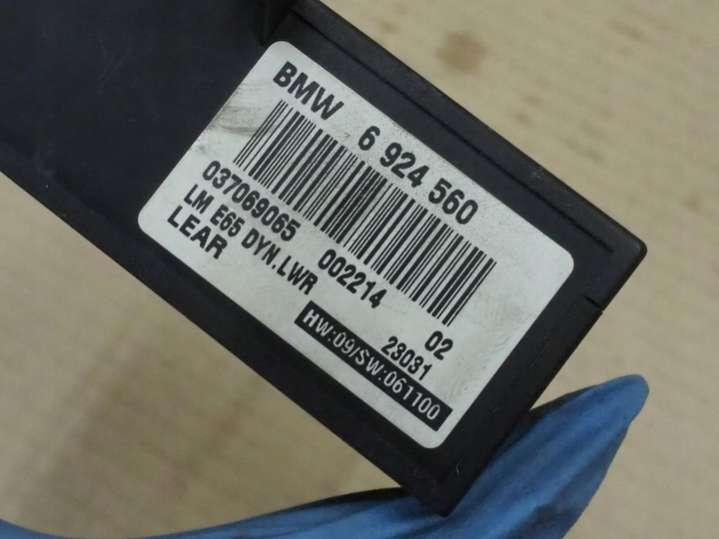 BMW 6 924 560
037069065 002214 02
LM E65 DYN.LWR 23031
LEAR HW:09/SW:061100